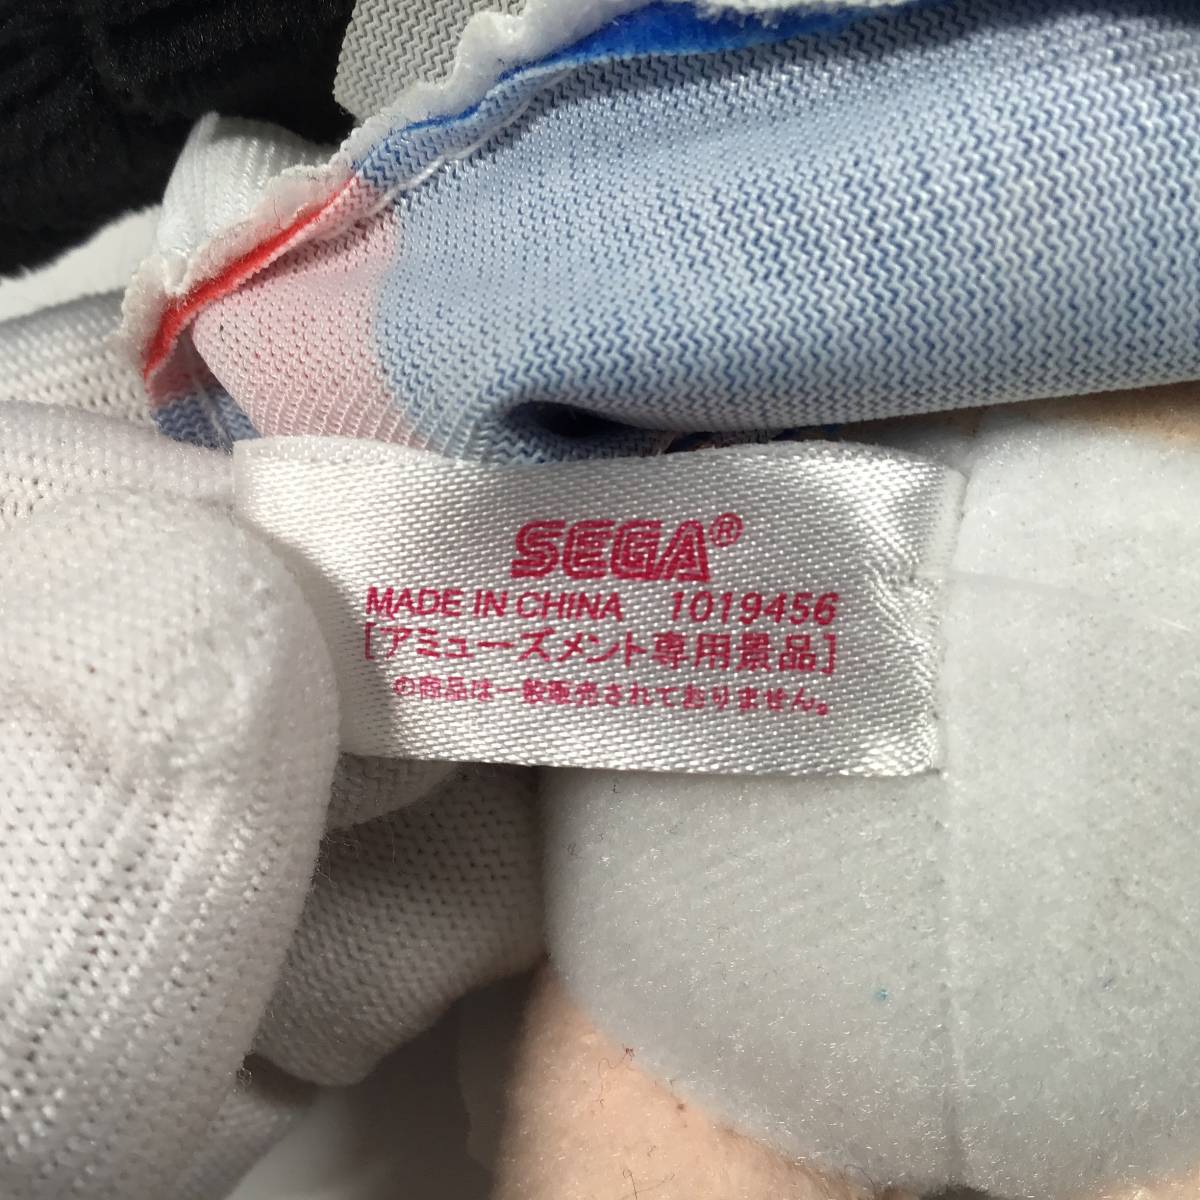 SEGA®
MADE IN CHINA 1019456
[アミューズメント専用景品]
の商品は一般販売されておりません。